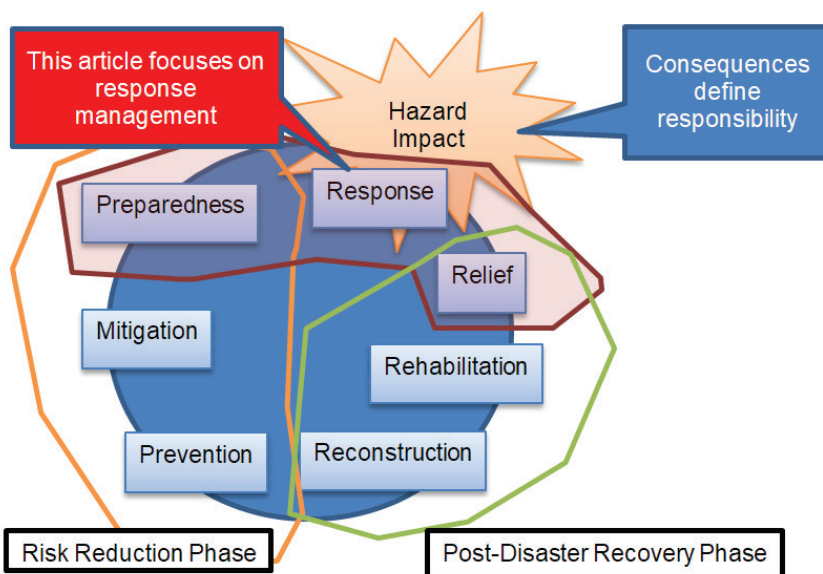 This article focuses on
response
management
Hazard
Impact
Consequences
define
responsibility
Preparedness
Response
Relief
Mitigation
Rehabilitation
Prevention
Reconstruction
Risk Reduction Phase
Post-Disaster Recovery Phase